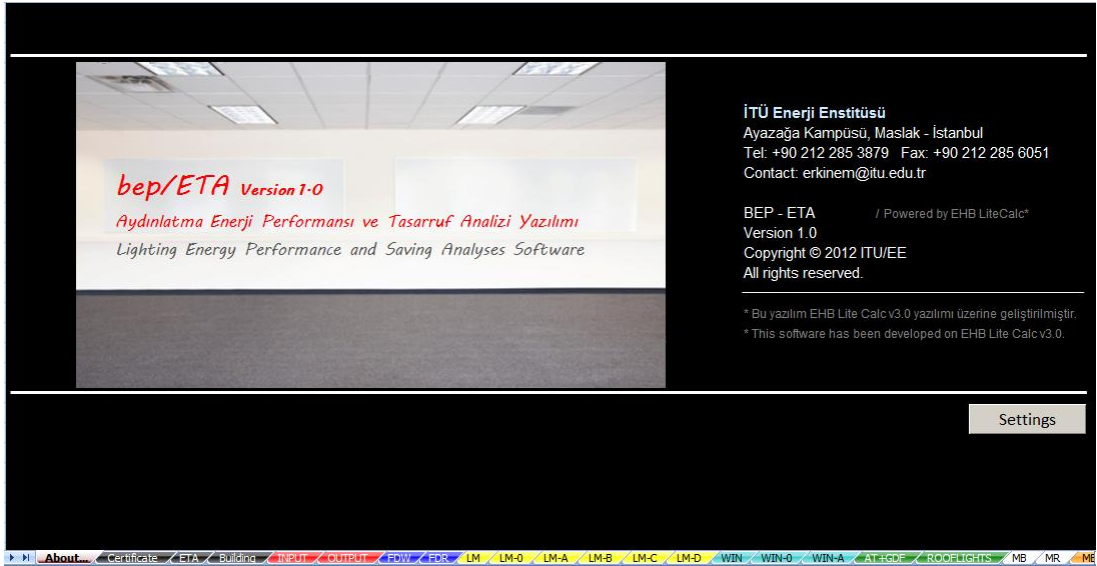 bep/ETA Version 1.0
Aydınlatma Enerji Performansı ve Tasarruf Analizi Yazılımı
Lighting Energy Performance and Saving Analyses Software
İTÜ Enerji Enstitüsü
Ayazağa Kampüsü, Maslak - İstanbul
Tel: +90 212 285 3879 Fax: +90 212 285 6051
Contact: erkinem@itu.edu.tr
BEP - ETA / Powered by EHB LiteCalc*
Version 1.0
Copyright © 2012 ITU/EE
All rights reserved.
* Bu yazılım EHB Lite Calc v3.0 yazılımı üzerine geliştirilmiştir.
* This software has been developed on EHB Lite Calc v3.0.
Settings
About... Certificate ETA Building INPUT OUTPUT FDW FDR LM LM-0 LM-A LM-B LM-C LM-D WIN WIN-0 WIN-A AT+GDF ROOFLIGHTS MB MR